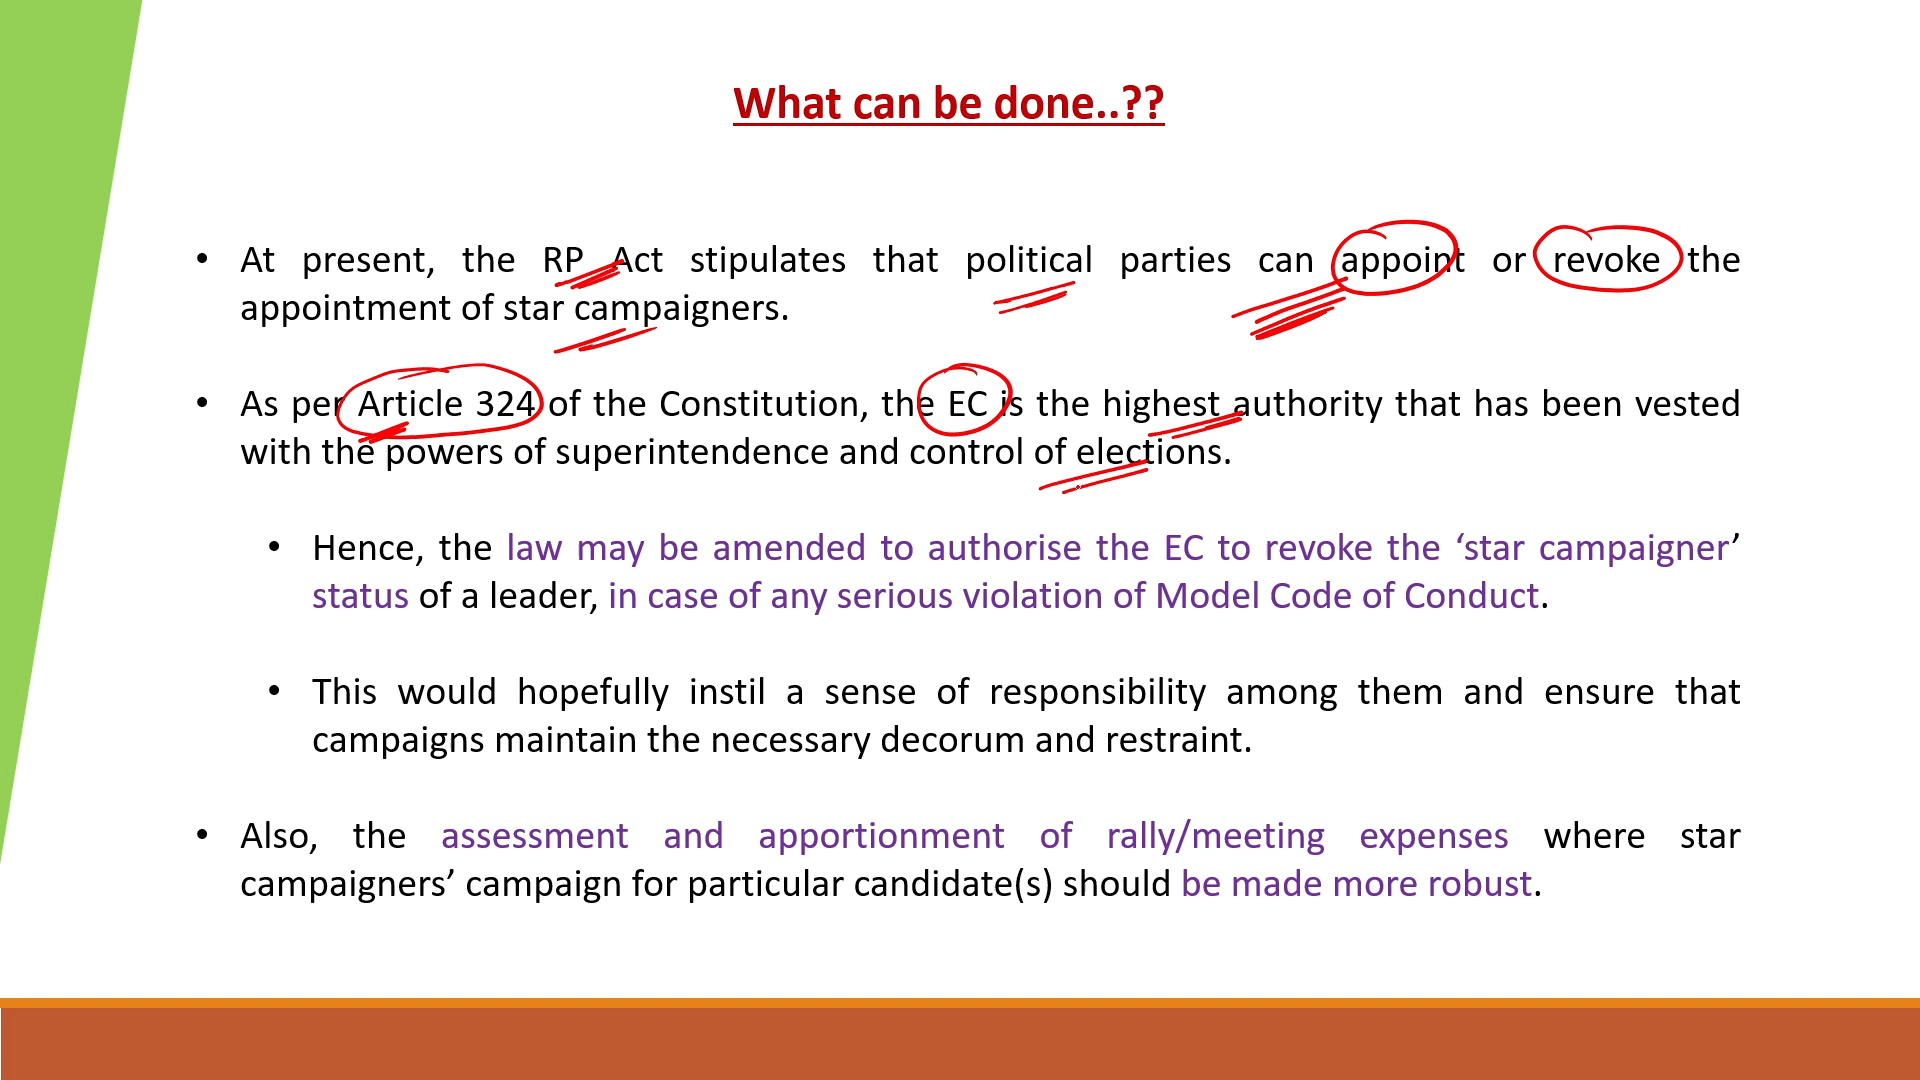 What can be done..??
• At present, the RP Act stipulates that political parties can appoint or revoke the
appointment of star campaigners.
• As per Article 324 of the Constitution, the EC is the highest authority that has been vested
with the powers of superintendence and control of elections.
• Hence, the law may be amended to authorise the EC to revoke the ‘star campaigner’
status of a leader, in case of any serious violation of Model Code of Conduct.
• This would hopefully instil a sense of responsibility among them and ensure that
campaigns maintain the necessary decorum and restraint.
• Also, the assessment and apportionment of rally/meeting expenses where star
campaigners’ campaign for particular candidate(s) should be made more robust.